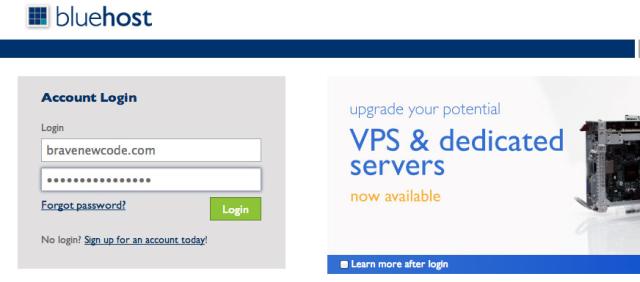 bluehost
Account Login
Login
bravenewcode.com
••••••••••••••••
Forgot password?
Login
No login? Sign up for an account today!
upgrade your potential
VPS & dedicated
servers
now available
Learn more after login